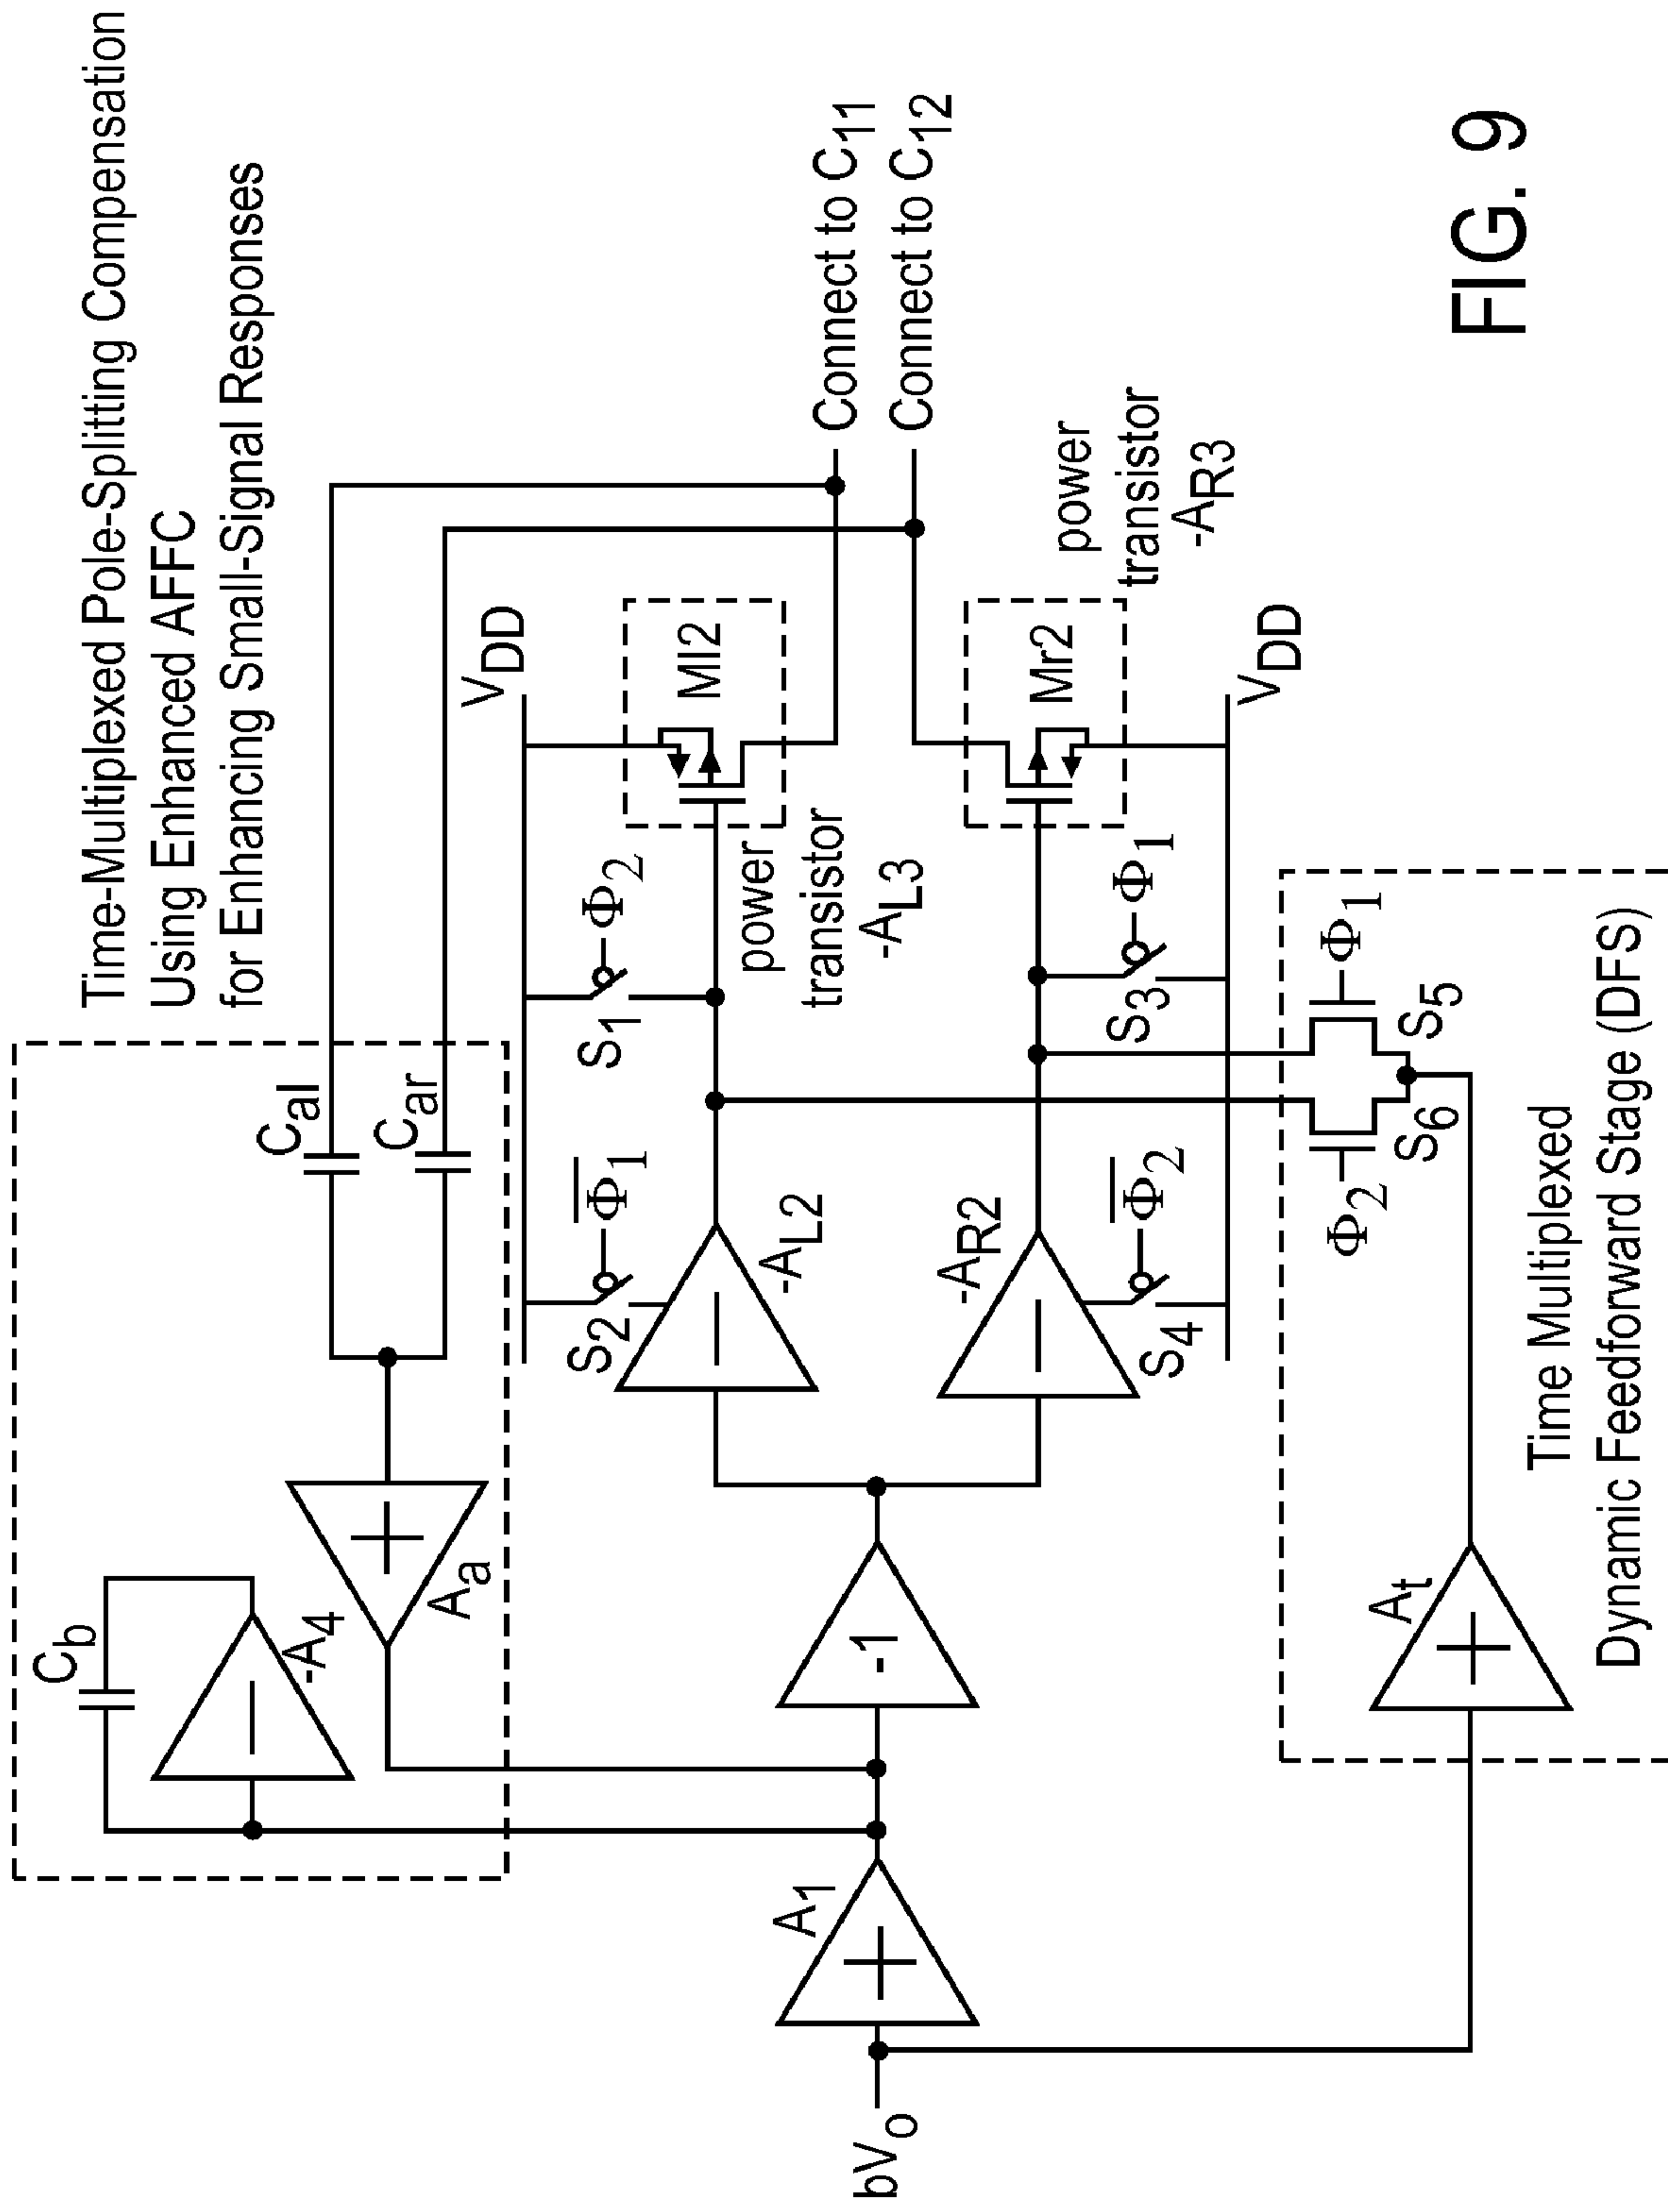 Time-Multiplexed Pole-Splitting Compensation
Using Enhanced AFFC
for Enhancing Small-Signal Responses
Cb
-A4
Aa
Cal
Car
VDD
S2
Φ̅1
S1
Φ2
Ml2
power
transistor
-AL3
Connect to C11
Connect to C12
bVo
A1
-1
-AL2
-AR2
S4
Φ̅2
S3
Φ1
Mr2
power
transistor
-AR3
VDD
At
Φ2
S6
S5
Φ1
Time Multiplexed
Dynamic Feedforward Stage (DFS)
FIG. 9